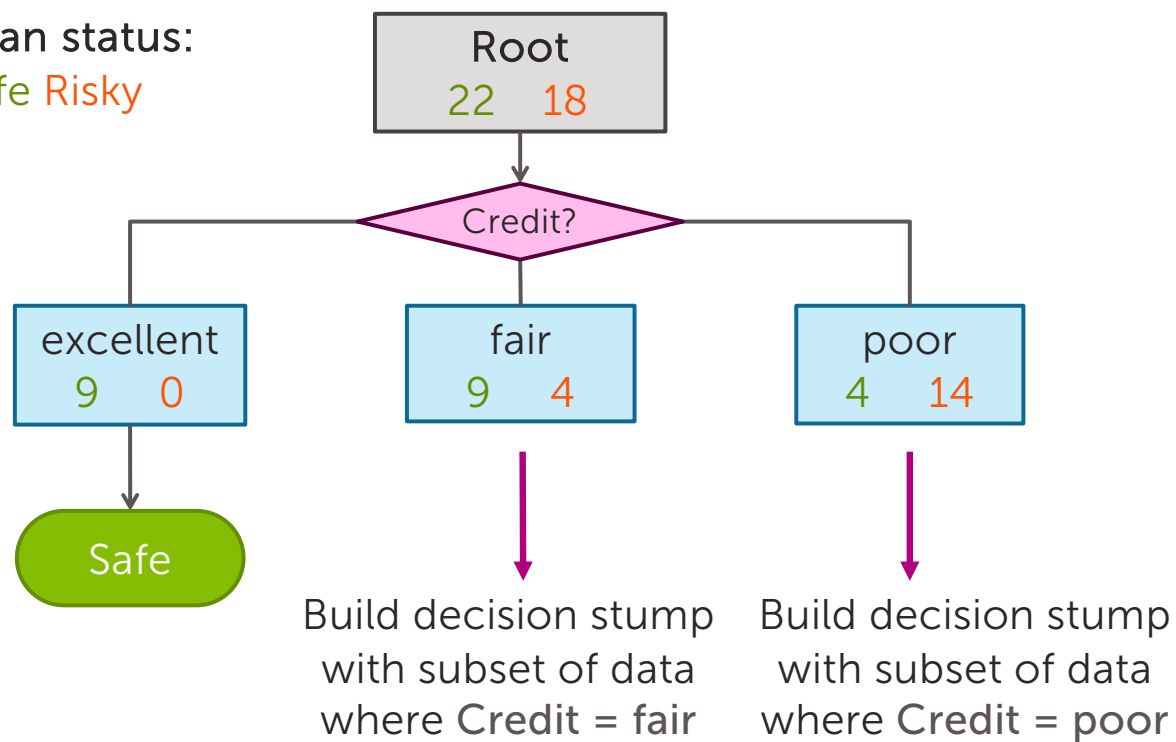 an status:
fe Risky
Root
22 18
Credit?
excellent
9 0
fair
9 4
poor
4 14
Safe
Build decision stump
with subset of data
where Credit = fair
Build decision stump
with subset of data
where Credit = poor